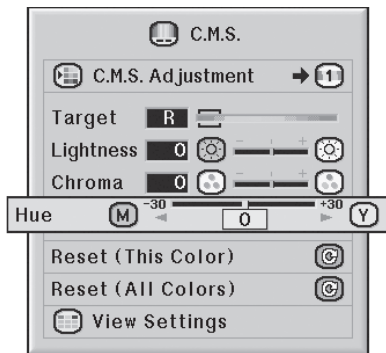 C.M.S.
C.M.S. Adjustment 1
Target R
Lightness 0 - +
Chroma 0 - +
Hue M -30 0 +30 Y
Reset (This Color)
Reset (All Colors)
View Settings